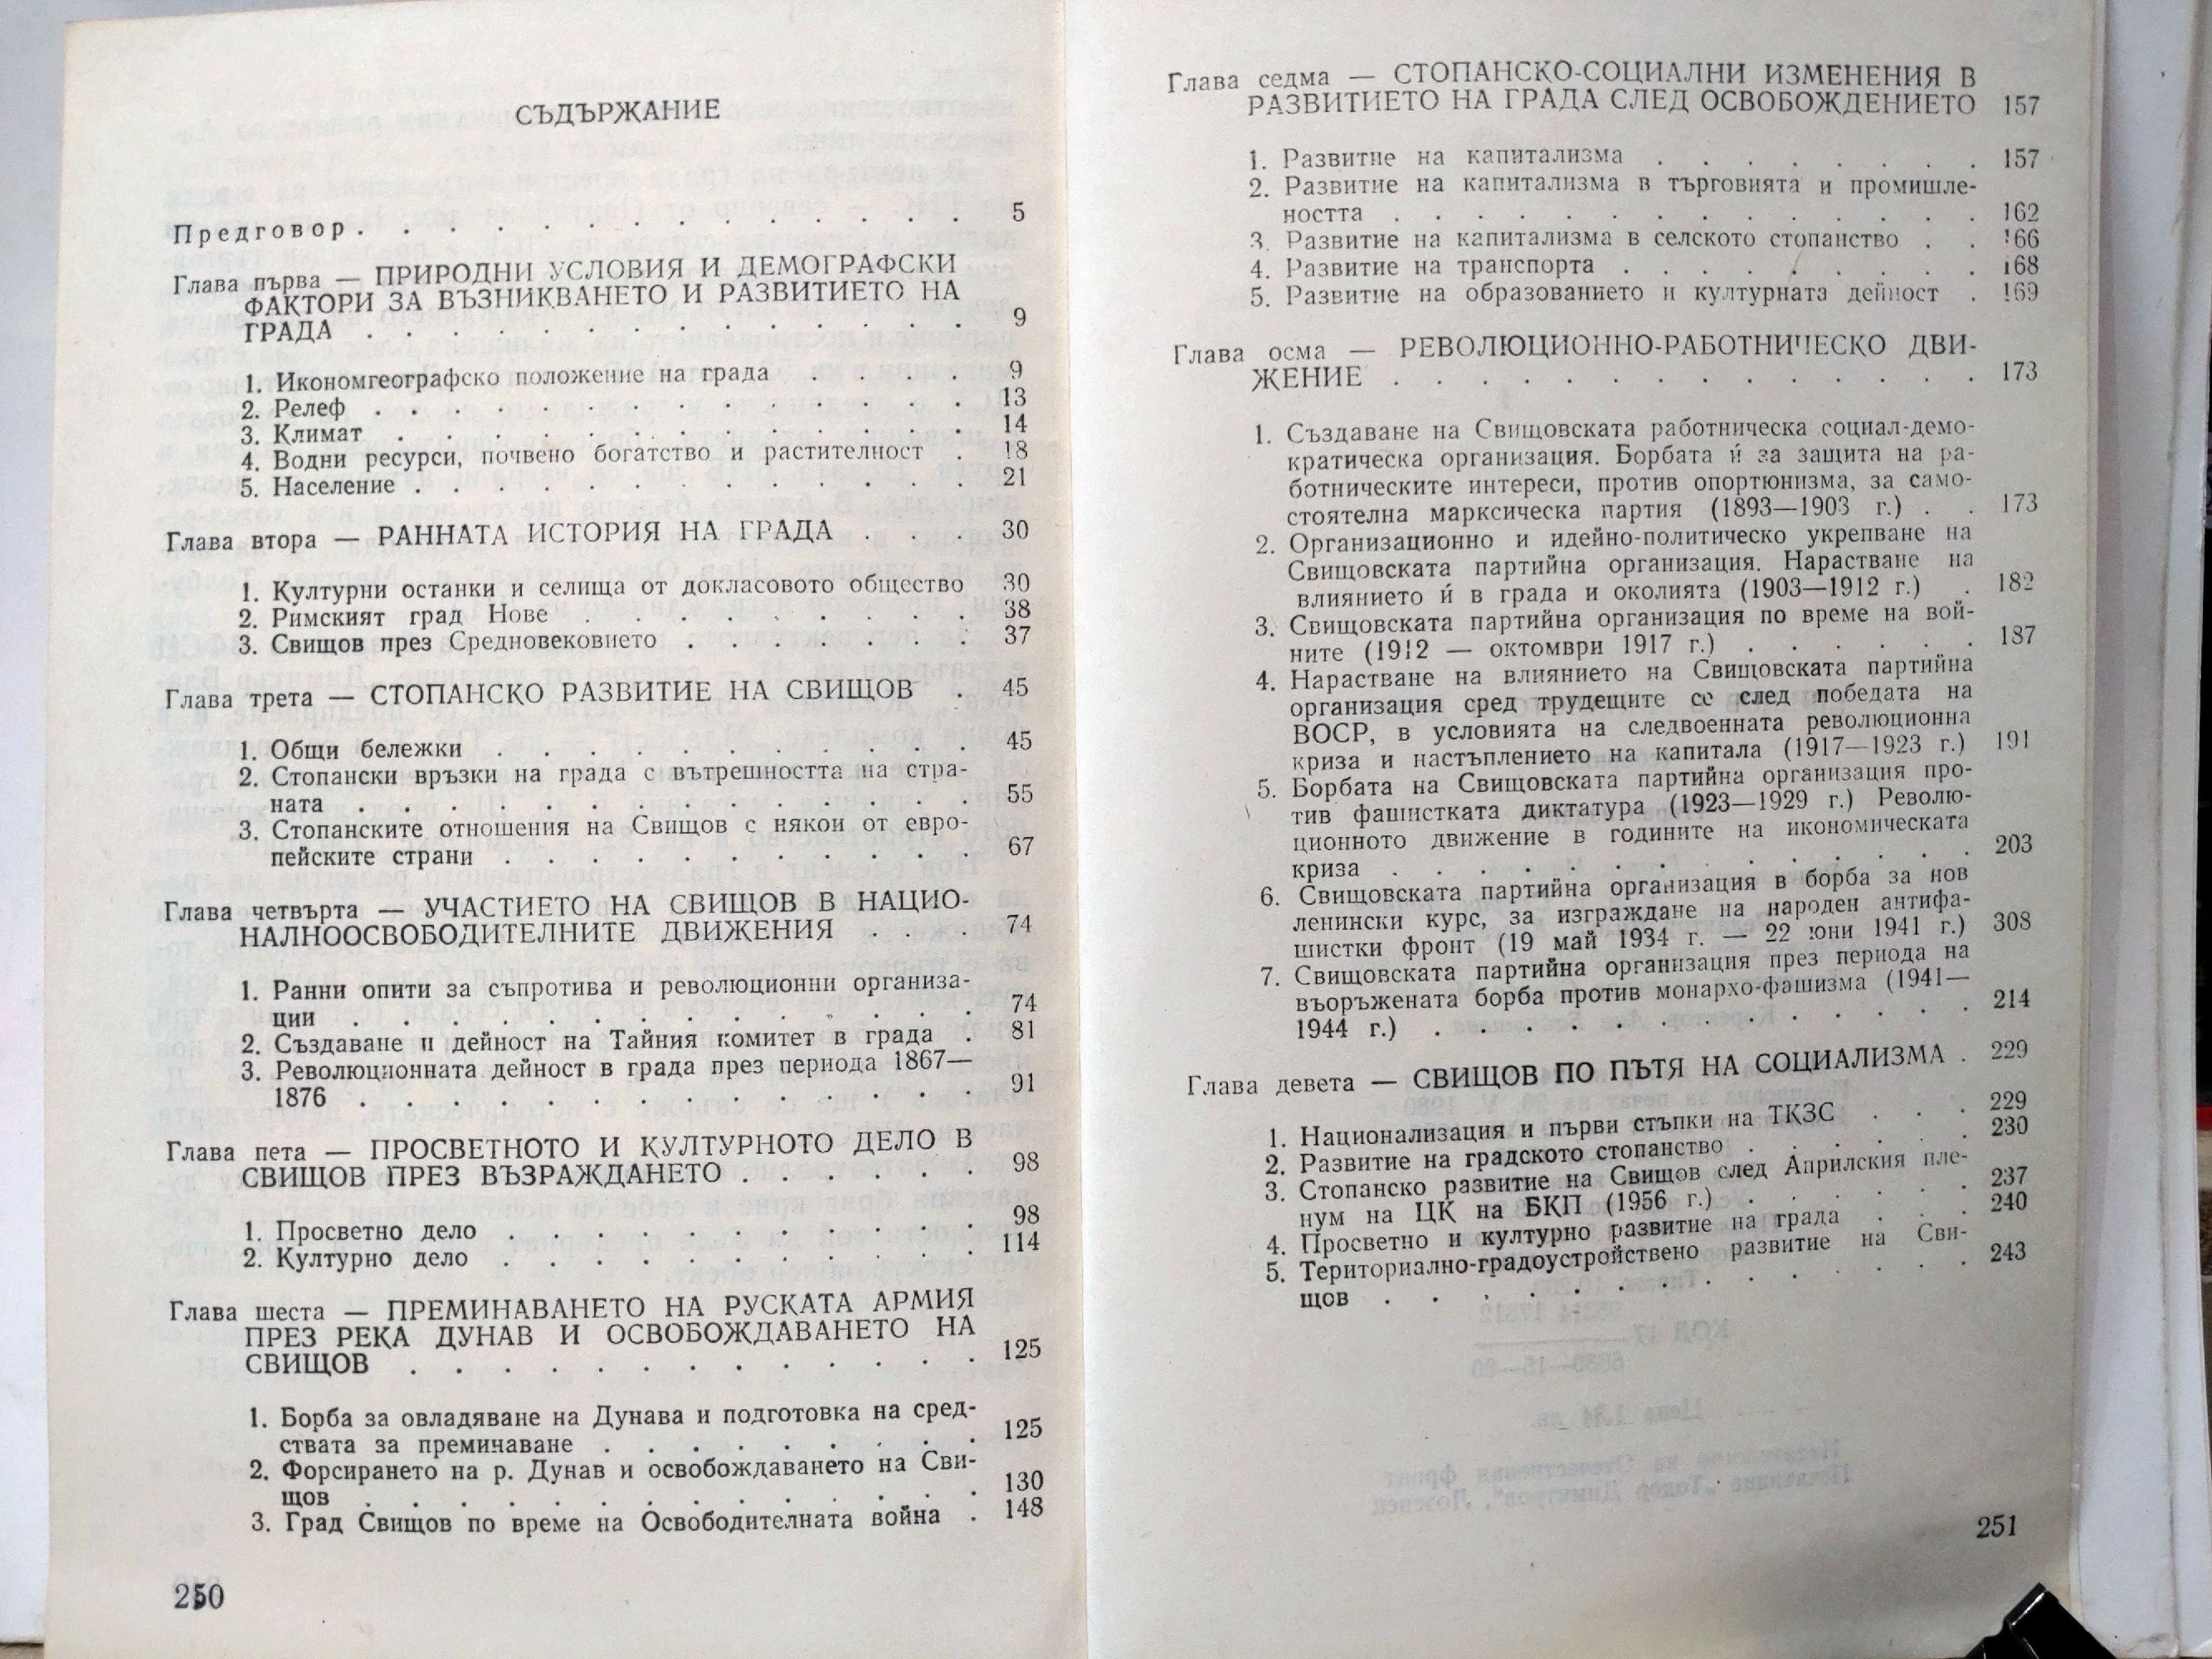 СЪДЪРЖАНИЕ
Предговор . . . . . . . . . . . . 5
Глава първа — ПРИРОДНИ УСЛОВИЯ И ДЕМОГРАФСКИ
ФАКТОРИ ЗА ВЪЗНИКВАНЕТО И РАЗВИТИЕТО НА
ГРАДА . . . . . . . . . . . . 9
1. Икономгеографско положение на града . . . . 9
2. Релеф . . . . . . . . . . . . 13
3. Климат . . . . . . . . . . . . 14
4. Водни ресурси, почвено богатство и растителност . 18
5. Население . . . . . . . . . . . . 21
Глава втора — РАННАТА ИСТОРИЯ НА ГРАДА . . . 30
1. Културни останки и селища от докласовото общество 30
2. Римският град Нове . . . . . . . . 38
3. Свищов през Средновековието . . . . . . 37
Глава трета — СТОПАНСКО РАЗВИТИЕ НА СВИЩОВ . 45
1. Общи бележки . . . . . . . . . . 45
2. Стопански връзки на града с вътрешността на стра-
ната . . . . . . . . . . . . . 55
3. Стопанските отношения на Свищов с някои от евро-
пейските страни . . . . . . . . . . 67
Глава четвърта — УЧАСТИЕТО НА СВИЩОВ В НАЦИО-
НАЛНООСВОБОДИТЕЛНИТЕ ДВИЖЕНИЯ . . . 74
1. Ранни опити за съпротива и революционни организа-
ции . . . . . . . . . . . . . 74
2. Създаване и дейност на Тайния комитет в града . 81
3. Революционната дейност в града през периода 1867—
1876 . . . . . . . . . . . . . 91
Глава пета — ПРОСВЕТНОТО И КУЛТУРНОТО ДЕЛО В
СВИЩОВ ПРЕЗ ВЪЗРАЖДАНЕТО . . . . . 98
1. Просветно дело . . . . . . . . . . 98
2. Културно дело . . . . . . . . . . 114
Глава шеста — ПРЕМИНАВАНЕТО НА РУСКАТА АРМИЯ
ПРЕЗ РЕКА ДУНАВ И ОСВОБОЖДАВАНЕТО НА
СВИЩОВ . . . . . . . . . . . . 125
1. Борба за овладяване на Дунава и подготовка на сред-
ствата за преминаване . . . . . . . . 125
2. Форсирането на р. Дунав и освобождаването на Сви-
щов . . . . . . . . . . . . . 130
3. Град Свищов по време на Освободителната война . 148
250
Глава седма — СТОПАНСКО-СОЦИАЛНИ ИЗМЕНЕНИЯ В
РАЗВИТИЕТО НА ГРАДА СЛЕД ОСВОБОЖДЕНИЕТО 157
1. Развитие на капитализма . . . . . . . 157
2. Развитие на капитализма в търговията и промишле-
ността . . . . . . . . . . . . . 162
3. Развитие на капитализма в селското стопанство . . 166
4. Развитие на транспорта . . . . . . . . 168
5. Развитие на образованието и културната дейност . 169
Глава осма — РЕВОЛЮЦИОННО-РАБОТНИЧЕСКО ДВИ-
ЖЕНИЕ . . . . . . . . . . . . . 173
1. Създаване на Свищовската работническа социал-демо-
кратическа организация. Борбата ѝ за защита на ра-
ботническите интереси, против опортюнизма, за само-
стоятелна марксическа партия (1893—1903 г.) . . 173
2. Организационно и идейно-политическо укрепване на
Свищовската партийна организация. Нарастване на
влиянието ѝ в града и околията (1903—1912 г.) . 182
3. Свищовската партийна организация по време на вой-
ните (1912 — октомври 1917 г.) . . . . . 187
4. Нарастване на влиянието на Свищовската партийна
организация сред трудещите се след победата на
ВОСР, в условията на следвоенната революционна
криза и настъплението на капитала (1917—1923 г.) 191
5. Борбата на Свищовската партийна организация про-
тив фашистката диктатура (1923—1929 г.) Револю-
ционното движение в годините на икономическата
криза . . . . . . . . . . . . . 203
6. Свищовската партийна организация в борба за нов
ленински курс, за изграждане на народен антифа-
шистки фронт (19 май 1934 г. — 22 юни 1941 г.) 308
7. Свищовската партийна организация през периода на
въоръжената борба против монархо-фашизма (1941—
1944 г.) . . . . . . . . . . . . 214
Глава девета — СВИЩОВ ПО ПЪТЯ НА СОЦИАЛИЗМА . 229
1. Национализация и първи стъпки на ТКЗС . . . 229
2. Развитие на градското стопанство . . . . . 230
3. Стопанско развитие на Свищов след Априлския пле-
нум на ЦК на БКП (1956 г.) . . . . . . 237
4. Просветно и културно развитие на града . . . 240
5. Териториално-градоустройствено развитие на Сви-
щов . . . . . . . . . . . . . 243
251